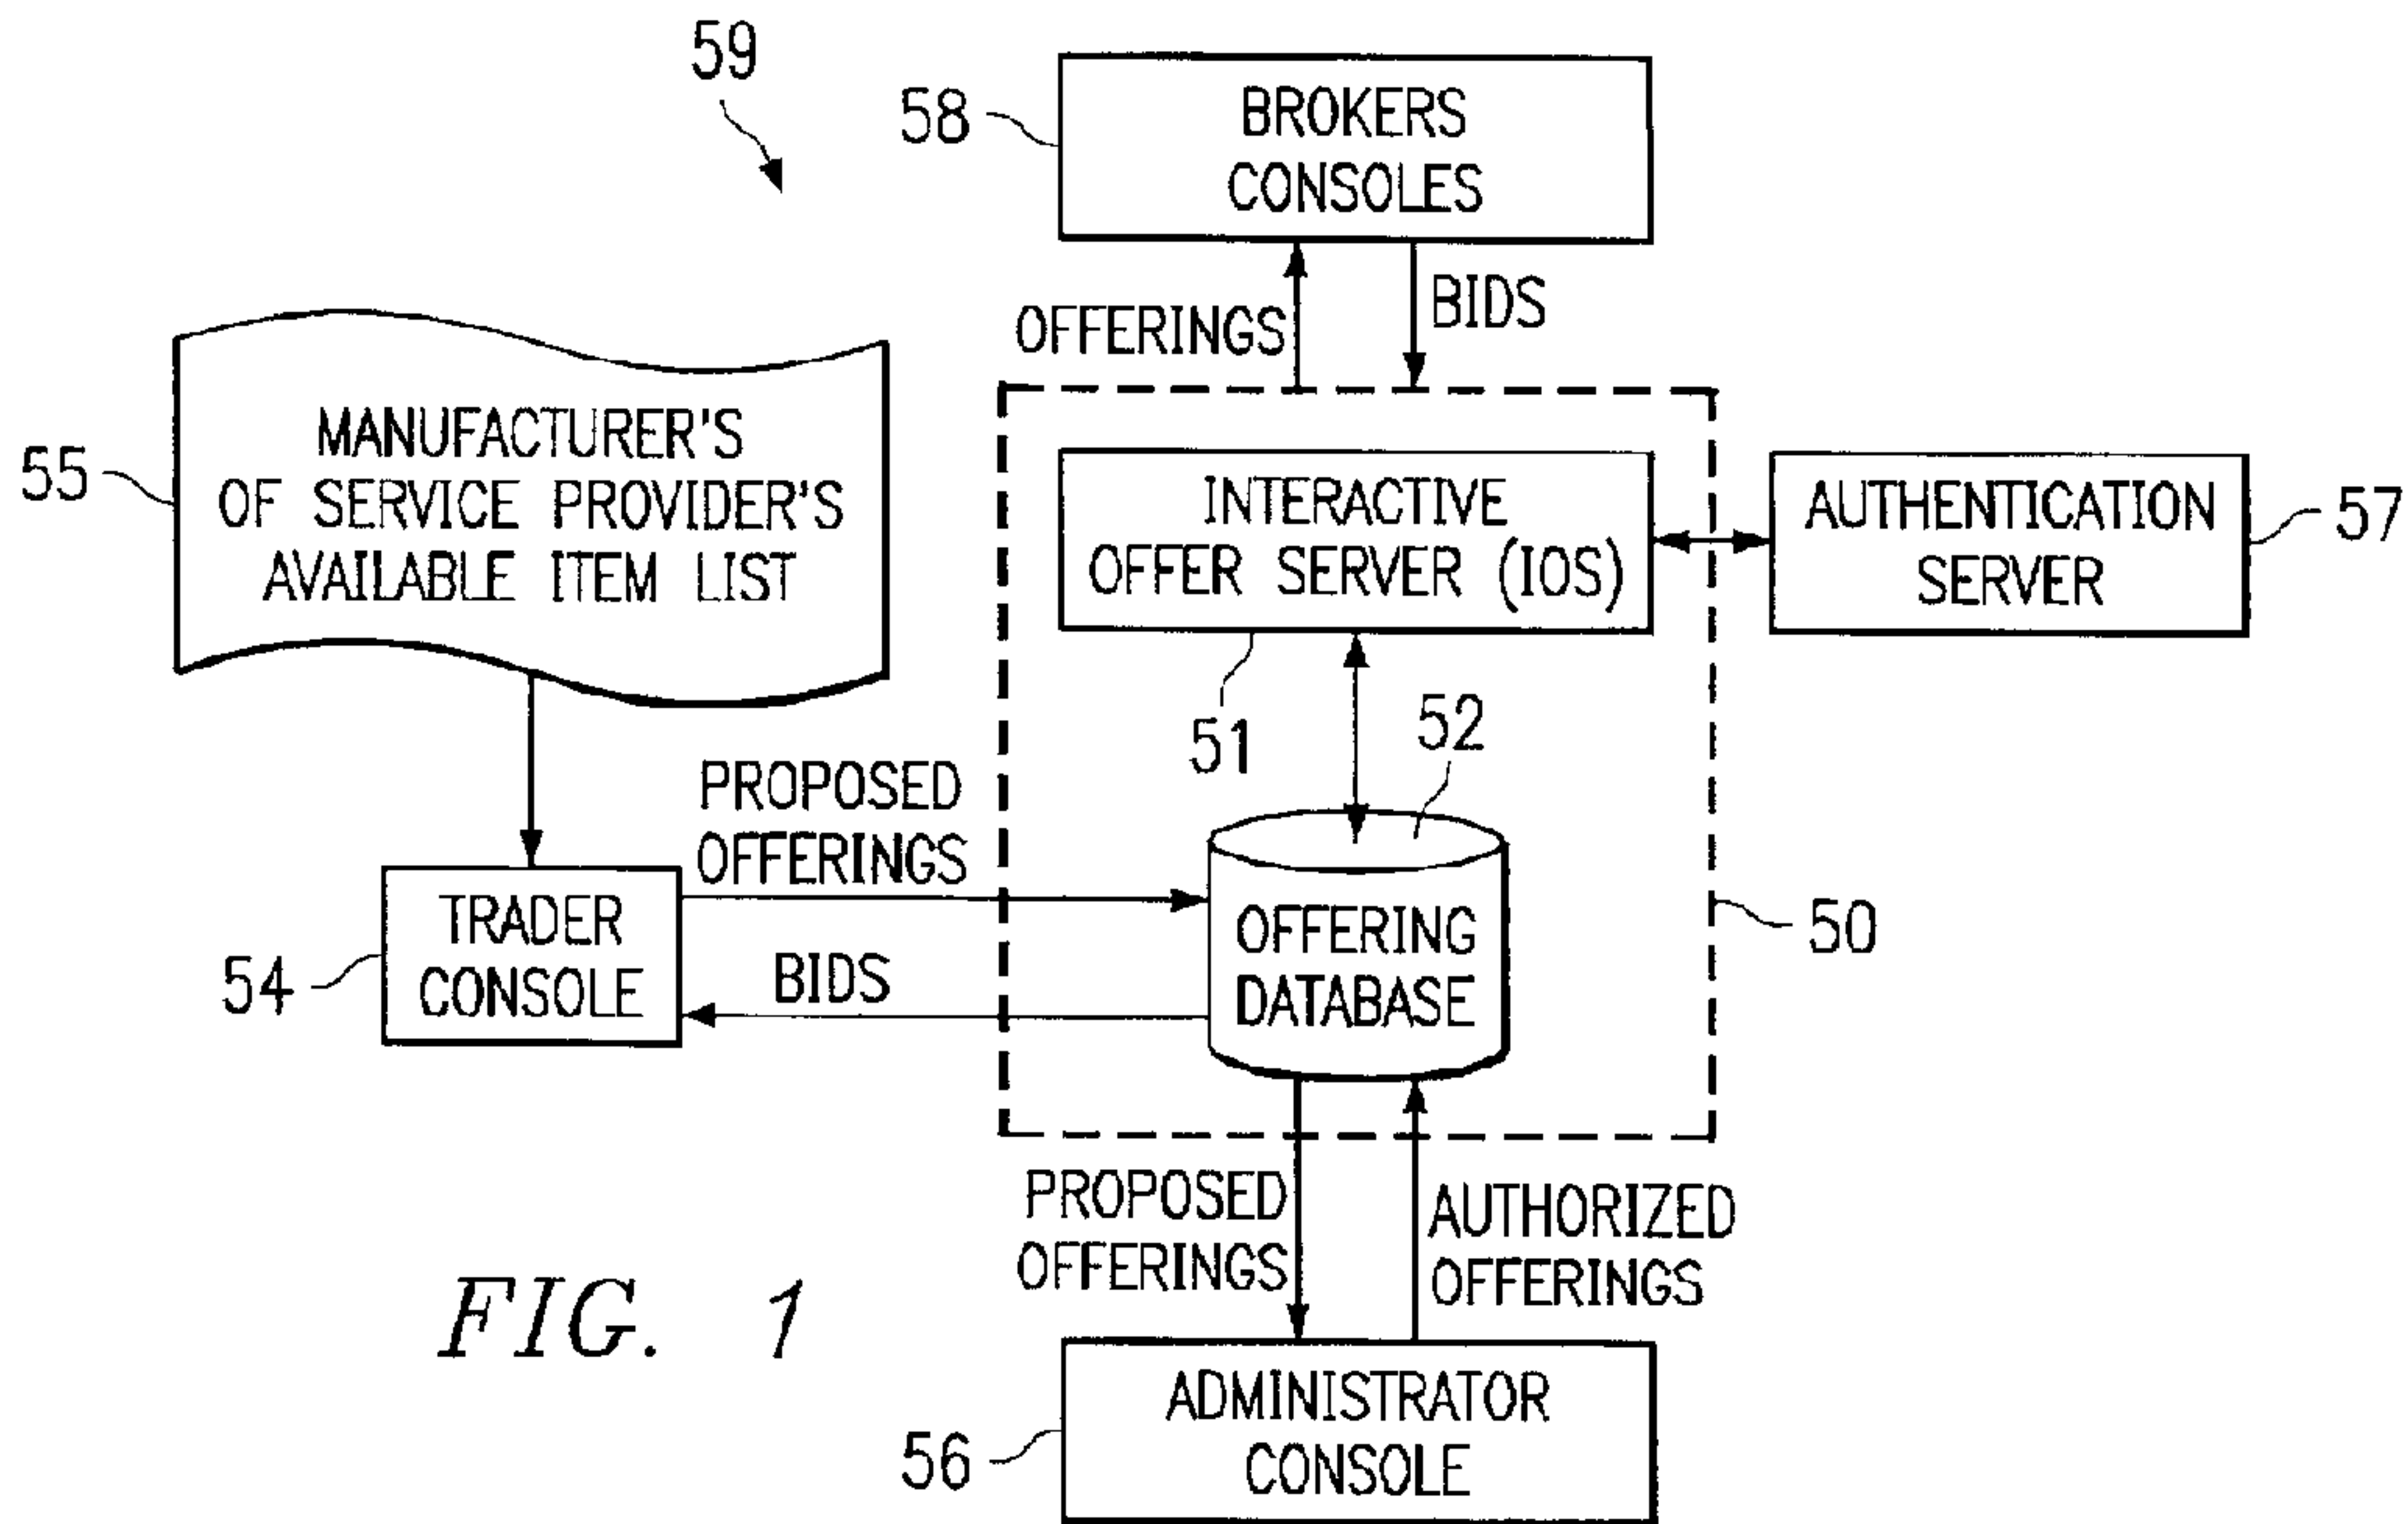 59
58
BROKERS
CONSOLES
OFFERINGS
BIDS
55
MANUFACTURER'S
OF SERVICE PROVIDER'S
AVAILABLE ITEM LIST
INTERACTIVE
OFFER SERVER (IOS)
AUTHENTICATION
SERVER
57
51
52
PROPOSED
OFFERINGS
54
TRADER
CONSOLE
BIDS
OFFERING
DATABASE
50
PROPOSED
OFFERINGS
AUTHORIZED
OFFERINGS
FIG. 1
56
ADMINISTRATOR
CONSOLE